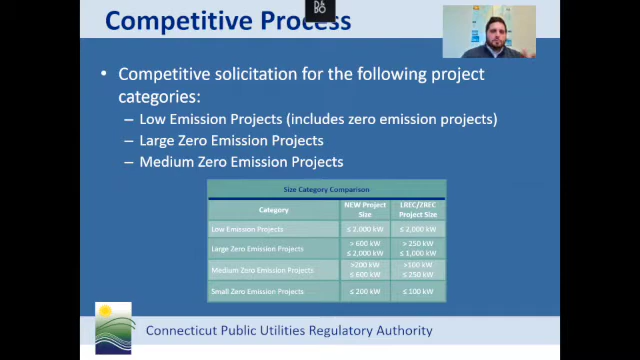 Competitive Process
DABO
• Competitive solicitation for the following project
categories:
– Low Emission Projects (includes zero emission projects)
– Large Zero Emission Projects
– Medium Zero Emission Projects
Size Category Comparison
Category NEW Project Size LREC/ZREC Project Size
Low Emission Projects ≤ 2,000 kW ≤ 2,000 kW
Large Zero Emission Projects > 600 kW ≤ 2,000 kW > 250 kW ≤ 1,000 kW
Medium Zero Emission Projects >200 kW ≤ 600 kW >100 kW ≤ 250 kW
Small Zero Emission Projects ≤ 200 kW ≤ 100 kW
Connecticut Public Utilities Regulatory Authority